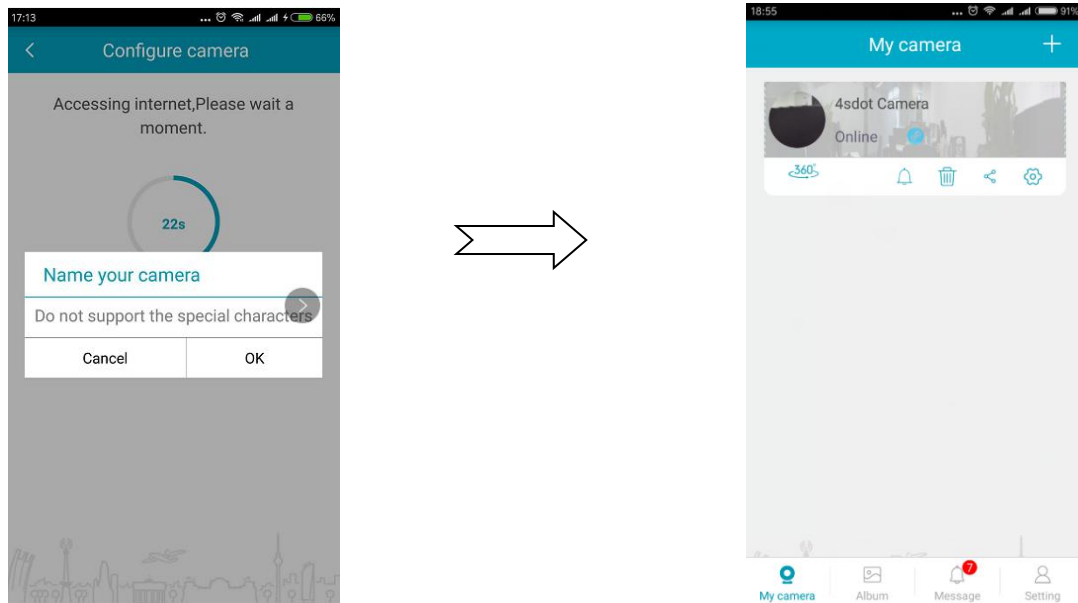 17:13
... 66%
Configure camera
Accessing internet,Please wait a
moment.
22s
Name your camera
Do not support the special characters
Cancel OK
18:55
... 91%
My camera
4sdot Camera
Online
360°
7
My camera Album Message Setting